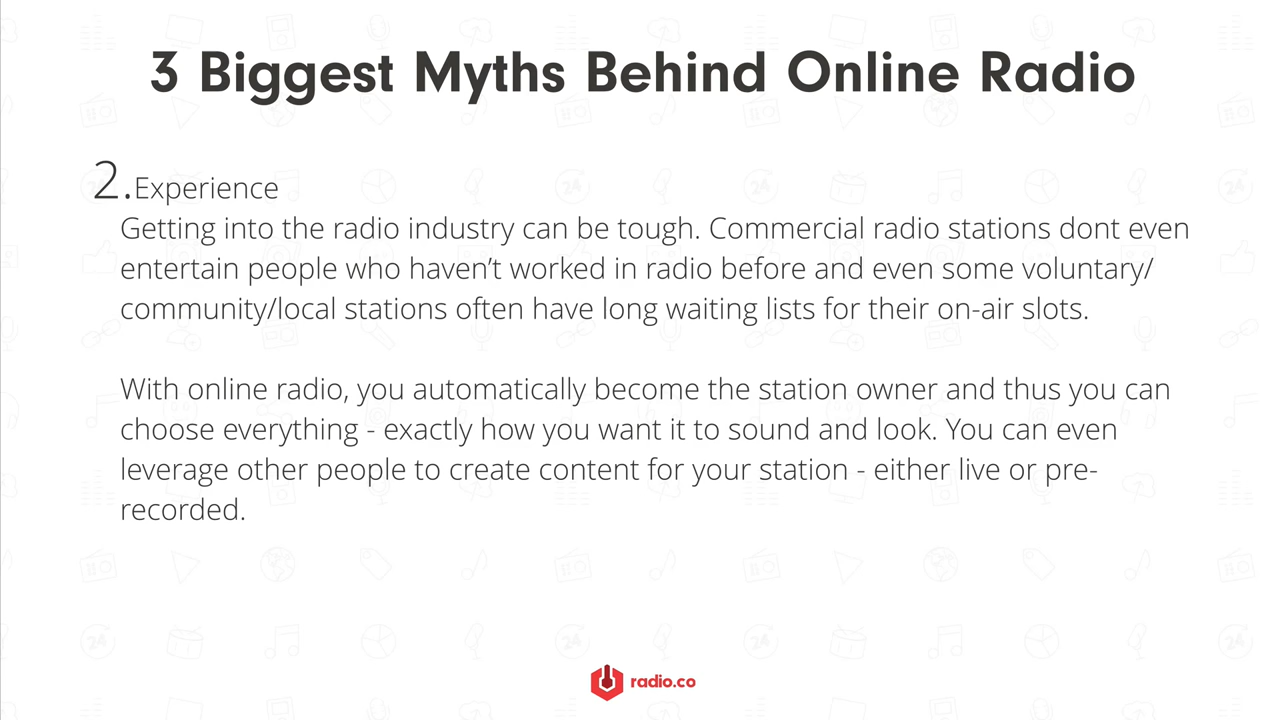 3 Biggest Myths Behind Online Radio
2. Experience
Getting into the radio industry can be tough. Commercial radio stations dont even
entertain people who haven’t worked in radio before and even some voluntary/
community/local stations often have long waiting lists for their on-air slots.
With online radio, you automatically become the station owner and thus you can
choose everything - exactly how you want it to sound and look. You can even
leverage other people to create content for your station - either live or pre-
recorded.
radio.co